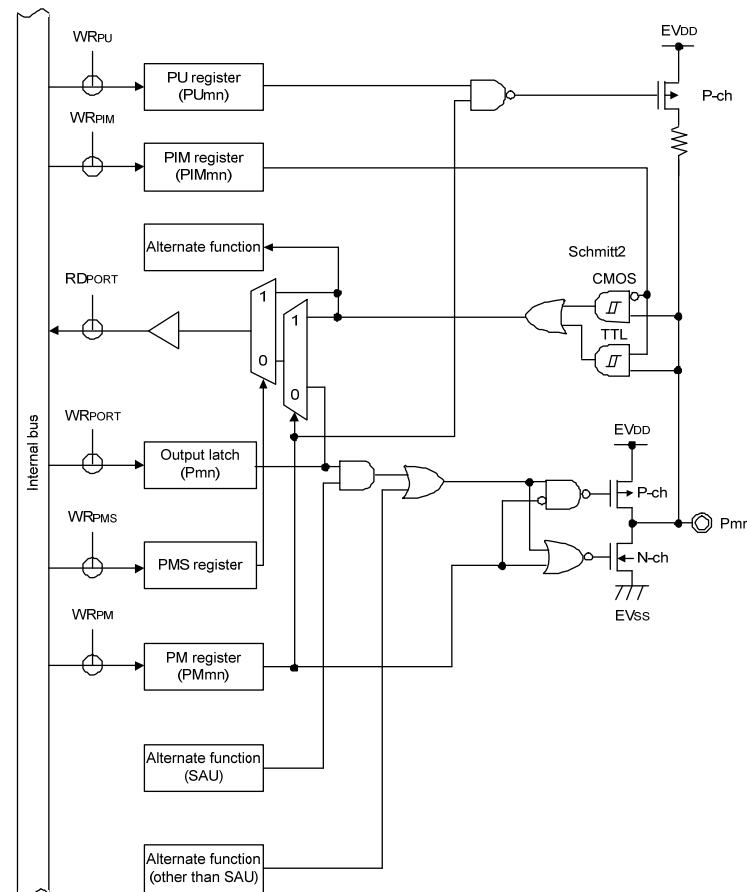 WRPU
EVDD
PU register
(PUmn)
P-ch
WRPIM
PIM register
(PIMmn)
Alternate function
Schmitt2
RDPORT
CMOS
1
1
TTL
0
0
WRPORT
EVDD
Output latch
(Pmn)
P-ch
Internal bus
WRPMS
Pmn
PMS register
N-ch
WRPM
EVSS
PM register
(PMmn)
Alternate function
(SAU)
Alternate function
(other than SAU)